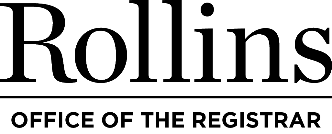 Rollins
OFFICE OF THE REGISTRAR